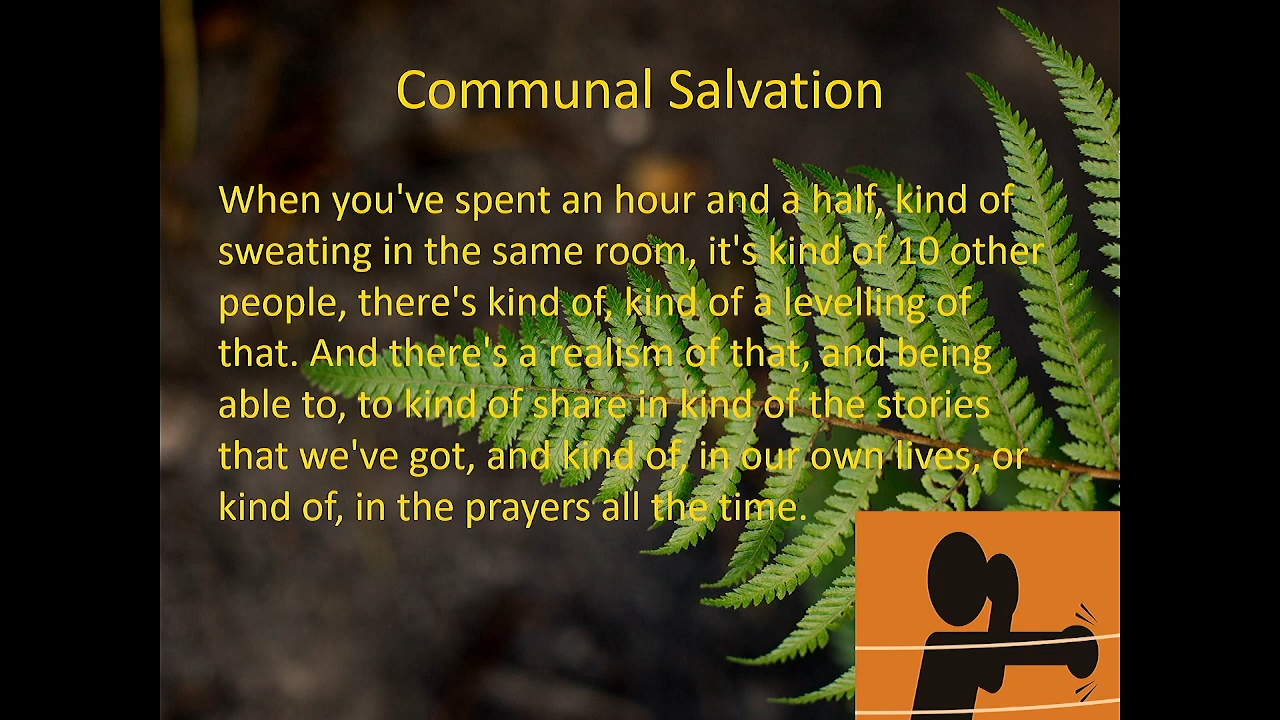 Communal Salvation
When you've spent an hour and a half, kind of
sweating in the same room, it's kind of 10 other
people, there's kind of, kind of a levelling of
that. And there's a realism of that, and being
able to, to kind of share in kind of the stories
that we've got, and kind of, in our own lives, or
kind of, in the prayers all the time.